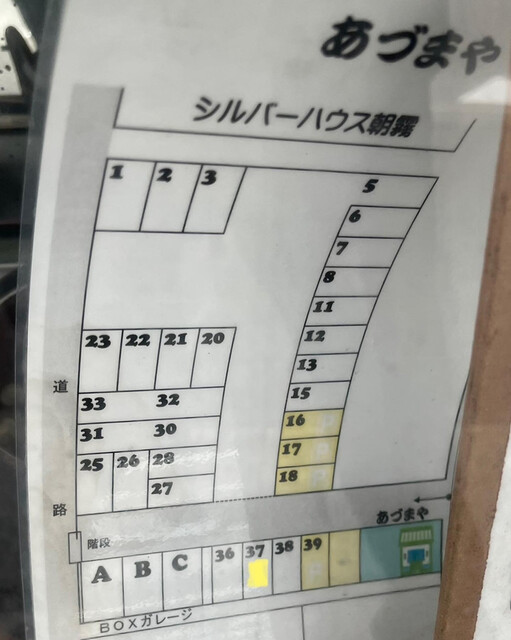 あづまや
シルバーハウス朝霧
1 2 3 5
6
7
8
11
12
13
15
16 P
17 P
18 P
23 22 21 20
33 32
31 30
25 26 28
27
道
路
あづまや
階段
A B C 36 37 38 39
P
BOXガレージ